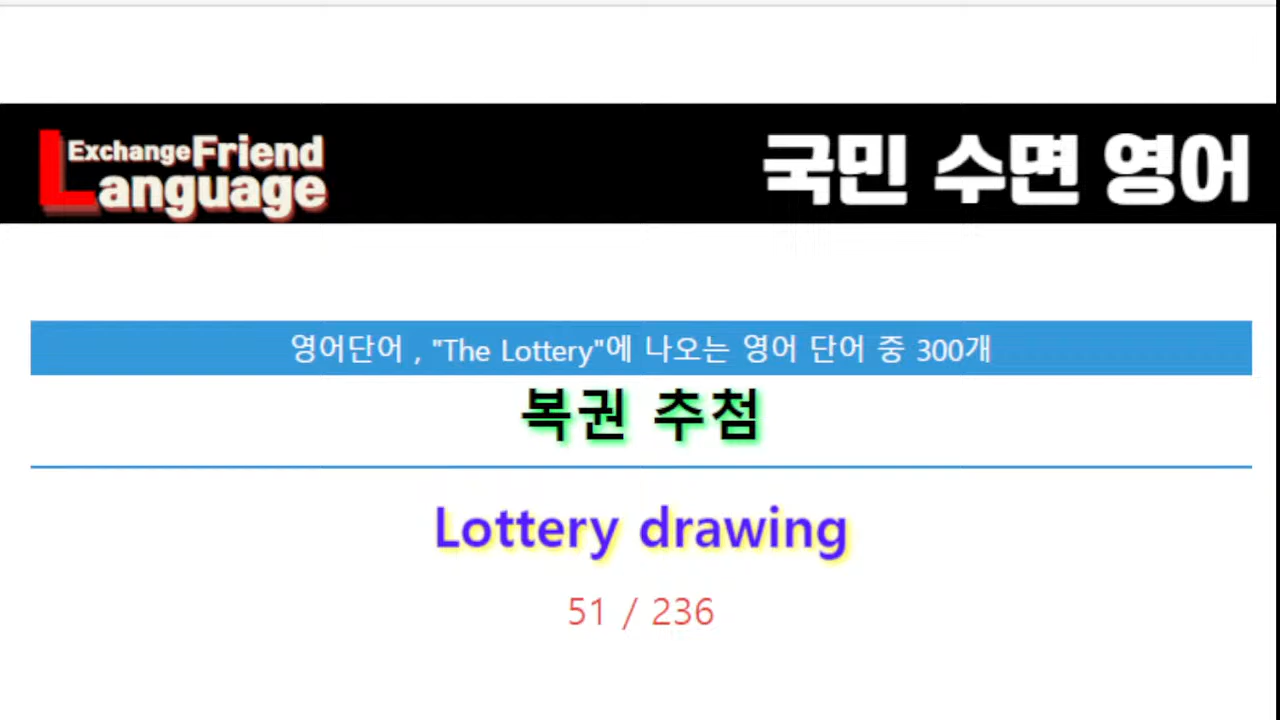 Exchange Friend
Language
국민 수면 영어
영어단어 , "The Lottery"에 나오는 영어 단어 중 300개
복권 추첨
Lottery drawing
51 / 236